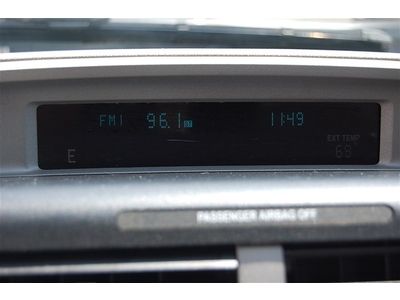 FM1 96.1 11:49
EXT TEMP
E 68
PASSENGER AIRBAG OFF